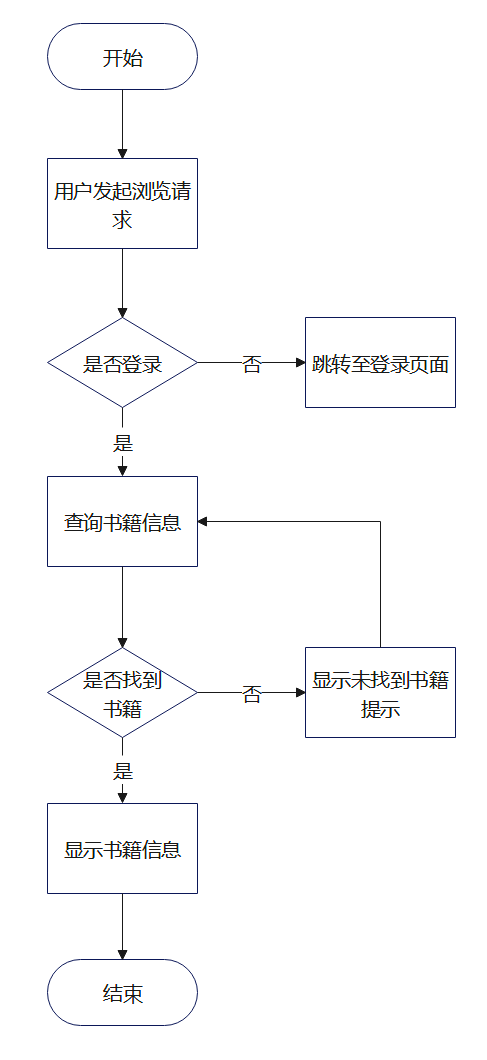 开始
用户发起浏览请
求
是否登录
否
跳转至登录页面
是
查询书籍信息
是否找到
书籍
否
显示未找到书籍
提示
是
显示书籍信息
结束